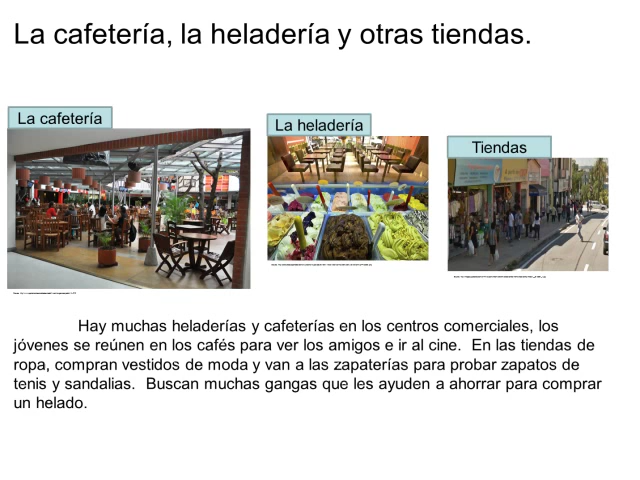 La cafetería, la heladería y otras tiendas.
La cafetería
La heladería
Tiendas
Hay muchas heladerías y cafeterías en los centros comerciales, los
jóvenes se reúnen en los cafés para ver los amigos e ir al cine.  En las tiendas de
ropa, compran vestidos de moda y van a las zapaterías para probar zapatos de
tenis y sandalias.  Buscan muchas gangas que les ayuden a ahorrar para comprar
un helado.